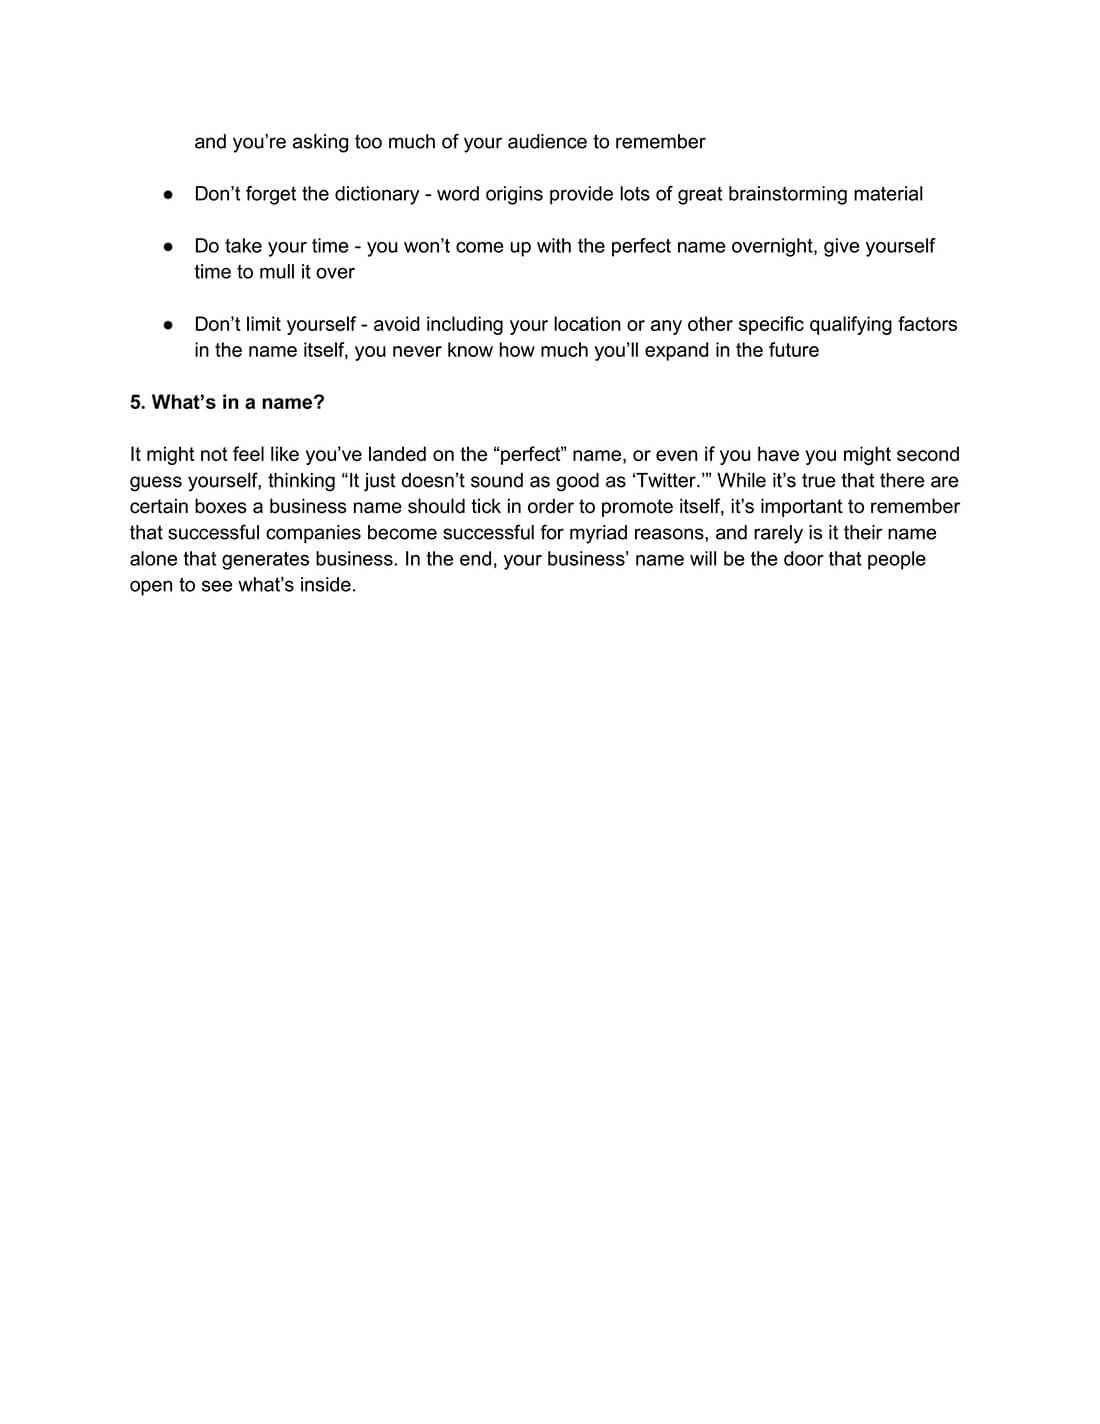 and you’re asking too much of your audience to remember
● Don’t forget the dictionary - word origins provide lots of great brainstorming material
● Do take your time - you won’t come up with the perfect name overnight, give yourself
time to mull it over
● Don’t limit yourself - avoid including your location or any other specific qualifying factors
in the name itself, you never know how much you’ll expand in the future
5. What’s in a name?
It might not feel like you’ve landed on the “perfect” name, or even if you have you might second
guess yourself, thinking “It just doesn’t sound as good as ‘Twitter.’” While it’s true that there are
certain boxes a business name should tick in order to promote itself, it’s important to remember
that successful companies become successful for myriad reasons, and rarely is it their name
alone that generates business. In the end, your business’ name will be the door that people
open to see what’s inside.